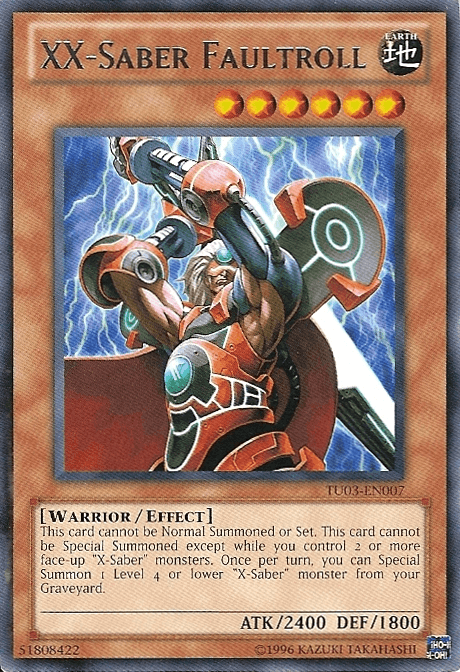 XX-Saber Faultroll
EARTH
地
TU03-EN007
[Warrior / Effect]
This card cannot be Normal Summoned or Set. This card cannot
be Special Summoned except while you control 2 or more
face-up "X-Saber" monsters. Once per turn, you can Special
Summon 1 Level 4 or lower "X-Saber" monster from your
Graveyard.
ATK/2400 DEF/1800
51808422
©1996 KAZUKI TAKAHASHI